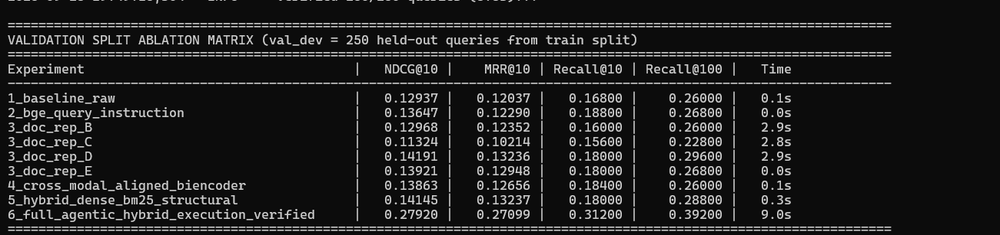 ===================================================================================================================
VALIDATION SPLIT ABLATION MATRIX (val_dev = 250 held-out queries from train split)
===================================================================================================================
Experiment | NDCG@10 | MRR@10 | Recall@10 | Recall@100 | Time
-------------------------------------------------------------------------------------------------------------------
1_baseline_raw | 0.12937 | 0.12037 | 0.16800 | 0.26000 | 0.1s
2_bge_query_instruction | 0.13647 | 0.12290 | 0.18800 | 0.26800 | 0.0s
3_doc_rep_B | 0.12968 | 0.12352 | 0.16000 | 0.26000 | 2.9s
3_doc_rep_C | 0.11324 | 0.10214 | 0.15600 | 0.22800 | 2.8s
3_doc_rep_D | 0.14191 | 0.13236 | 0.18000 | 0.29600 | 2.9s
3_doc_rep_E | 0.13921 | 0.12948 | 0.18000 | 0.26800 | 0.0s
4_cross_modal_aligned_biencoder | 0.13863 | 0.12656 | 0.18400 | 0.26000 | 0.1s
5_hybrid_dense_bm25_structural | 0.14145 | 0.13237 | 0.18000 | 0.28800 | 0.3s
6_full_agentic_hybrid_execution_verified | 0.27920 | 0.27099 | 0.31200 | 0.39200 | 9.0s
===================================================================================================================